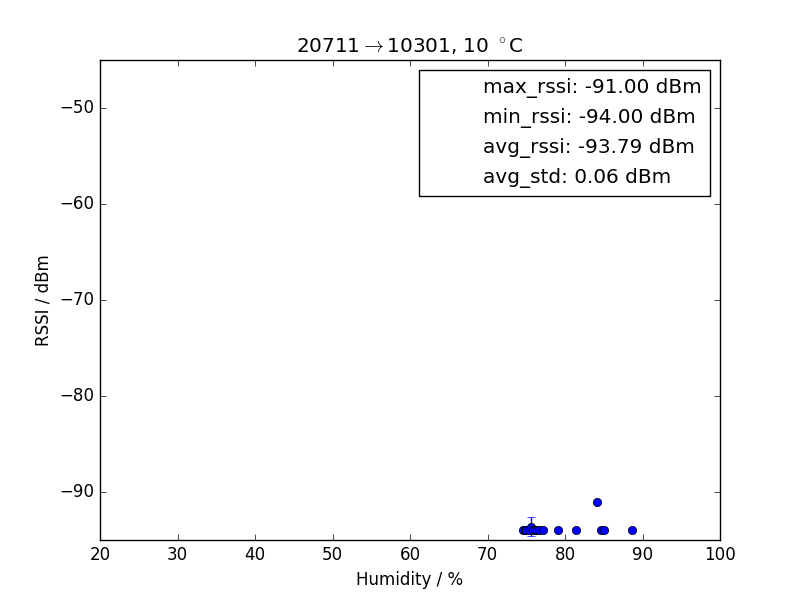 20711→10301, 10 °C
max_rssi: -91.00 dBm
min_rssi: -94.00 dBm
avg_rssi: -93.79 dBm
avg_std: 0.06 dBm
−50
−60
−70
−80
−90
RSSI / dBm
20 30 40 50 60 70 80 90 100
Humidity / %